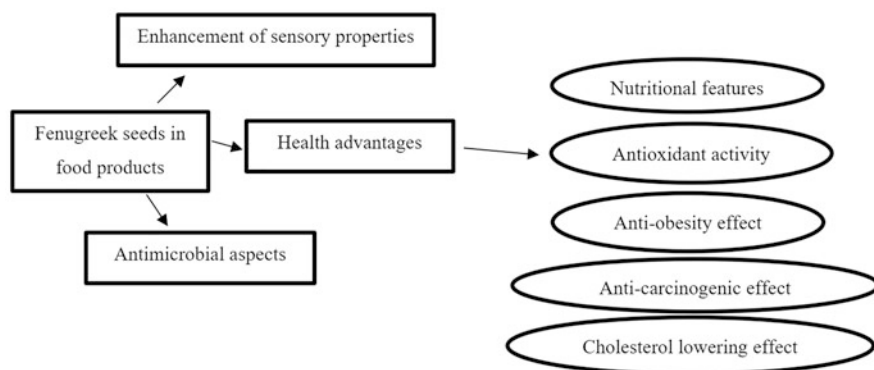 Enhancement of sensory properties
Fenugreek seeds in
food products
Health advantages
Antimicrobial aspects
Nutritional features
Antioxidant activity
Anti-obesity effect
Anti-carcinogenic effect
Cholesterol lowering effect